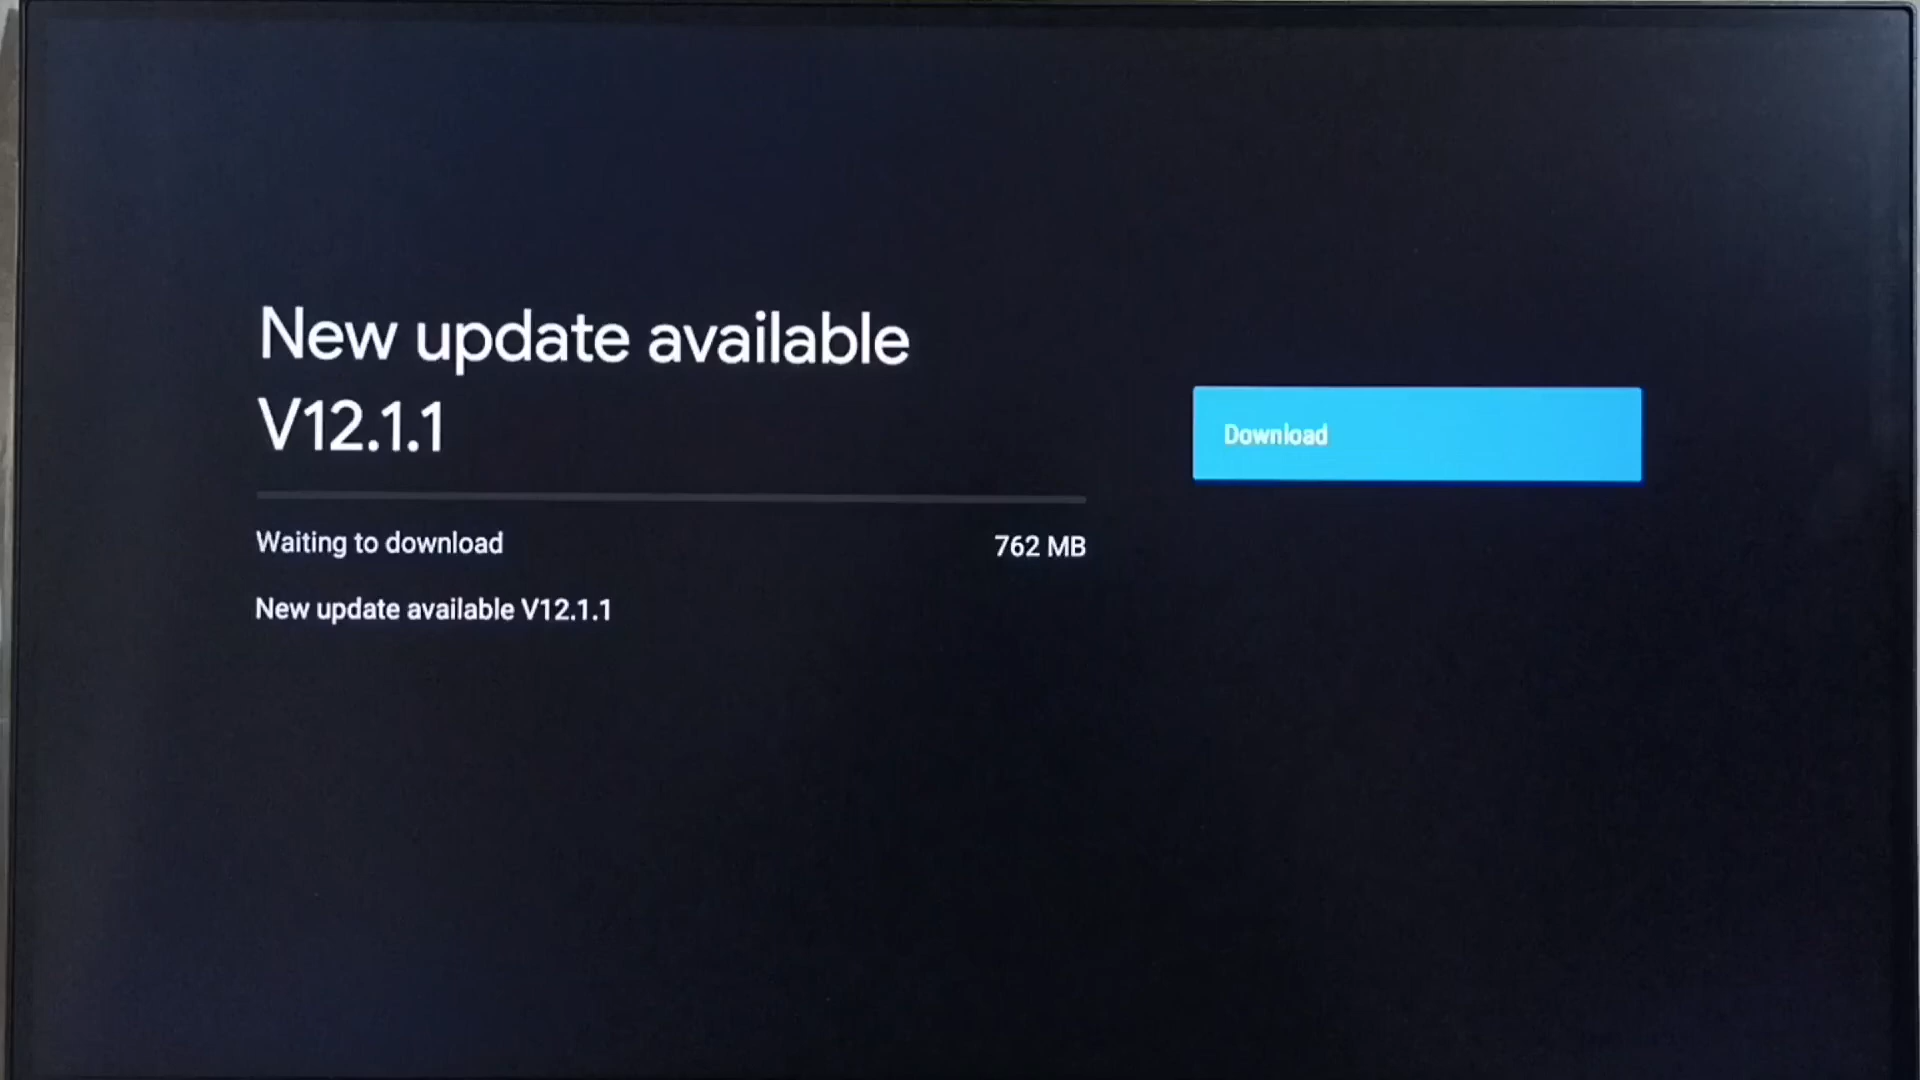 New update available
V12.1.1
Download
Waiting to download
762 MB
New update available V12.1.1